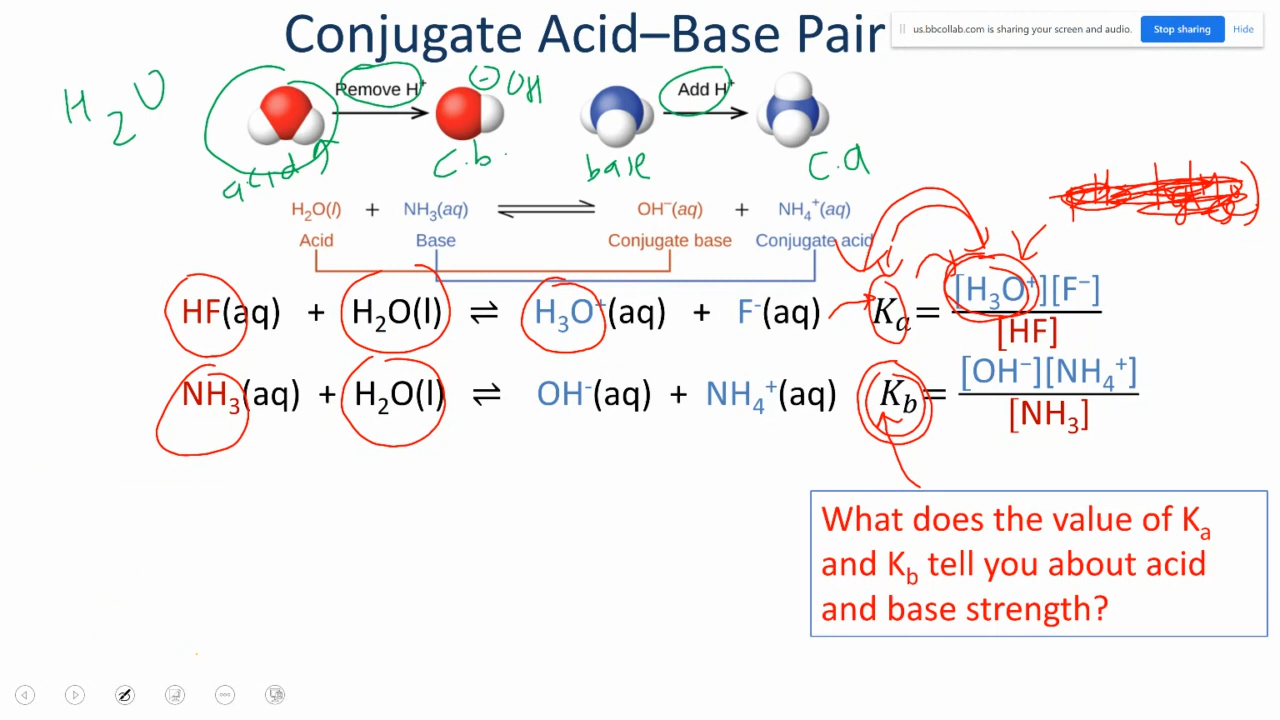 Conjugate Acid–Base Pair
us.bbcollab.com is sharing your screen and audio. Stop sharing Hide
H₂O
Remove H⁺
⊖OH
Add H⁺
acid
c.b.
base
c.a
H₂O(l) + NH₃(aq) ⇌ OH⁻(aq) + NH₄⁺(aq)
Acid Base Conjugate base Conjugate acid
HF(aq) + H₂O(l) ⇌ H₃O⁺(aq) + F⁻(aq) Kₐ = [H₃O⁺][F⁻] / [HF]
NH₃(aq) + H₂O(l) ⇌ OH⁻(aq) + NH₄⁺(aq) K_b = [OH⁻][NH₄⁺] / [NH₃]
What does the value of Kₐ
and K_b tell you about acid
and base strength?